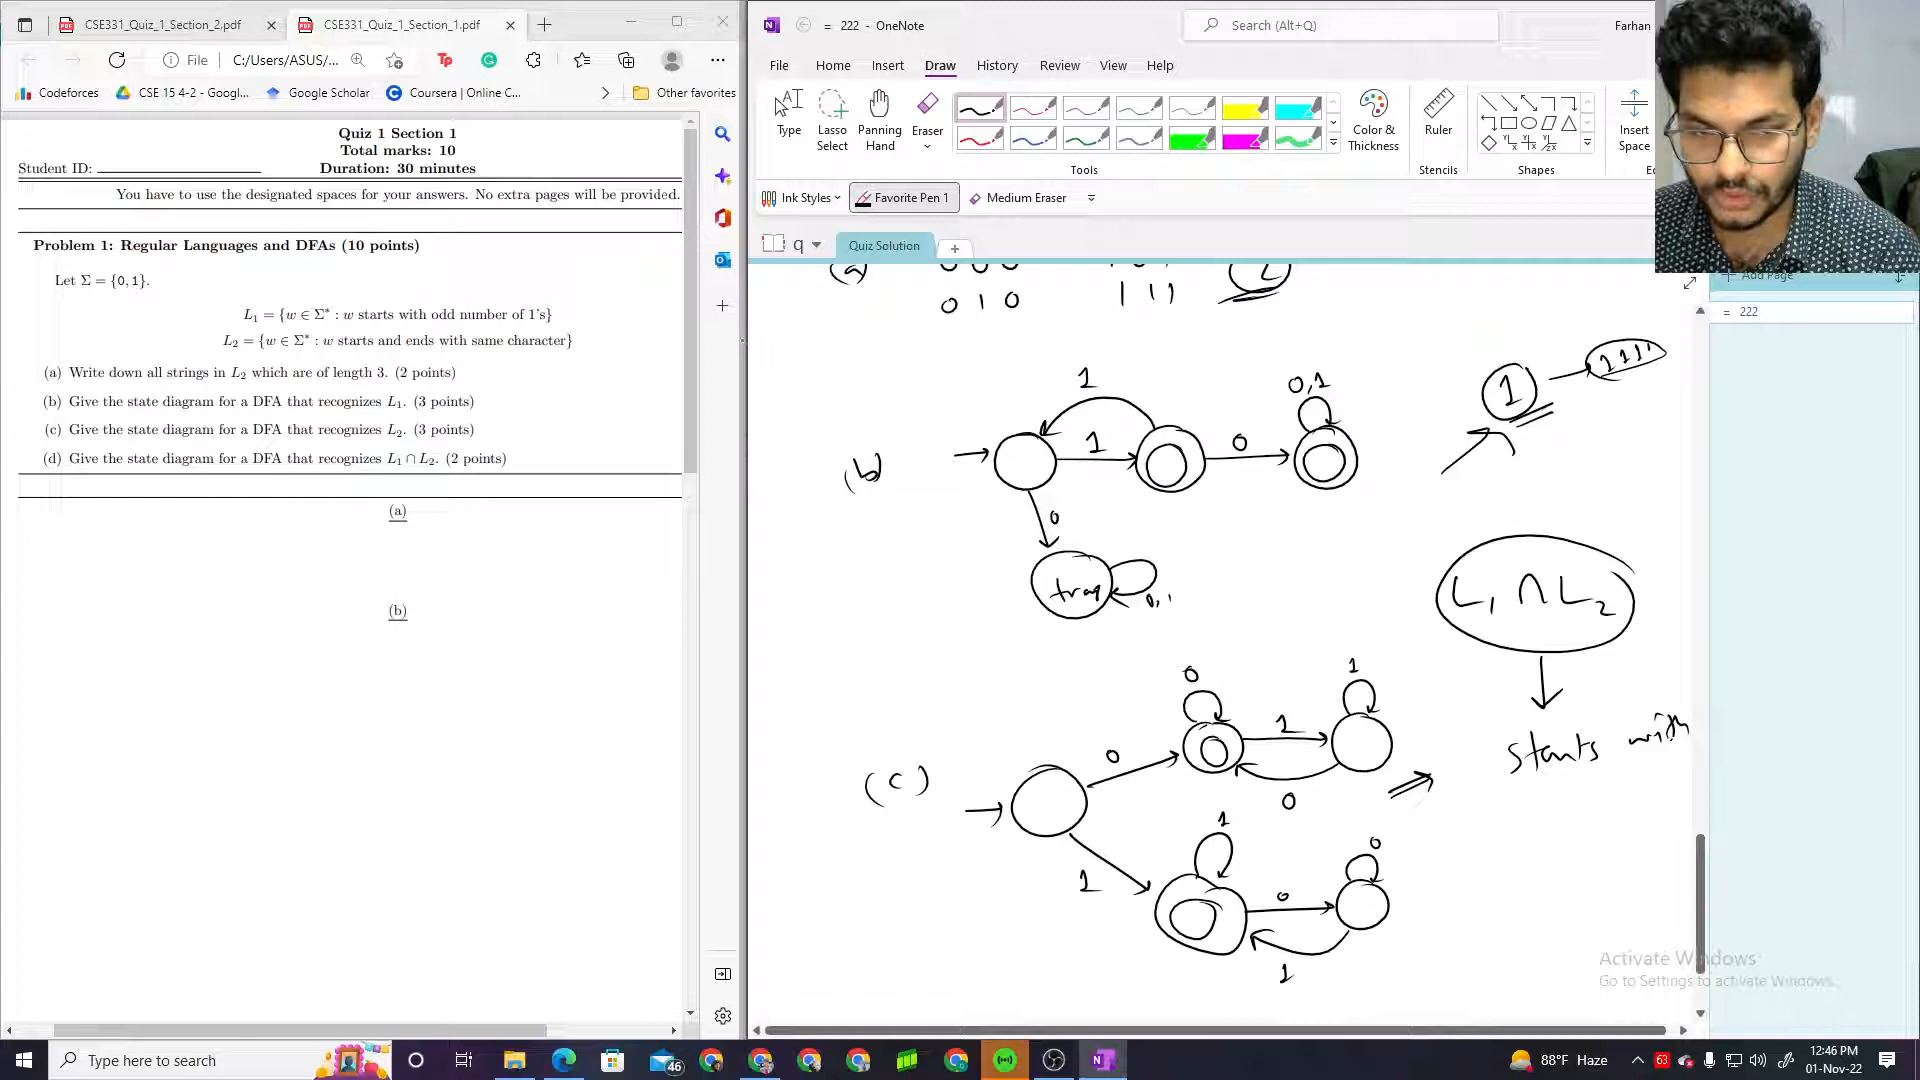 CSE331_Quiz_1_Section_2.pdf
CSE331_Quiz_1_Section_1.pdf
File
C:/Users/ASUS/...
Codeforces
CSE 15 4-2 - Googl...
Google Scholar
Coursera | Online C...
Other favorites
Quiz 1 Section 1
Total marks: 10
Student ID:
Duration: 30 minutes
You have to use the designated spaces for your answers. No extra pages will be provided.
Problem 1: Regular Languages and DFAs (10 points)
Let Σ = {0, 1}.
L₁ = {w ∈ Σ* : w starts with odd number of 1's}
L₂ = {w ∈ Σ* : w starts and ends with same character}
(a) Write down all strings in L₂ which are of length 3. (2 points)
(b) Give the state diagram for a DFA that recognizes L₁. (3 points)
(c) Give the state diagram for a DFA that recognizes L₂. (3 points)
(d) Give the state diagram for a DFA that recognizes L₁ ∩ L₂. (2 points)
(a)
(b)
= 222 - OneNote
Search (Alt+Q)
Farhan
File Home Insert Draw History Review View Help
Type
Lasso Select
Panning Hand
Eraser
Color & Thickness
Ruler
Insert Space
Tools
Stencils
Shapes
Ink Styles
Favorite Pen 1
Medium Eraser
q
Quiz Solution
Add Page
= 222
(a)
0 0 0
0 1 0
1 1 1
2
(b)
1
1
0
0,1
0
trap
1
1111
L₁ ∩ L₂
starts with
(c)
0
0
1
1
0
1
1
0
0
1
Activate Windows
Go to Settings to activate Windows.
Type here to search
46
88°F Haze
63
12:46 PM
01-Nov-22